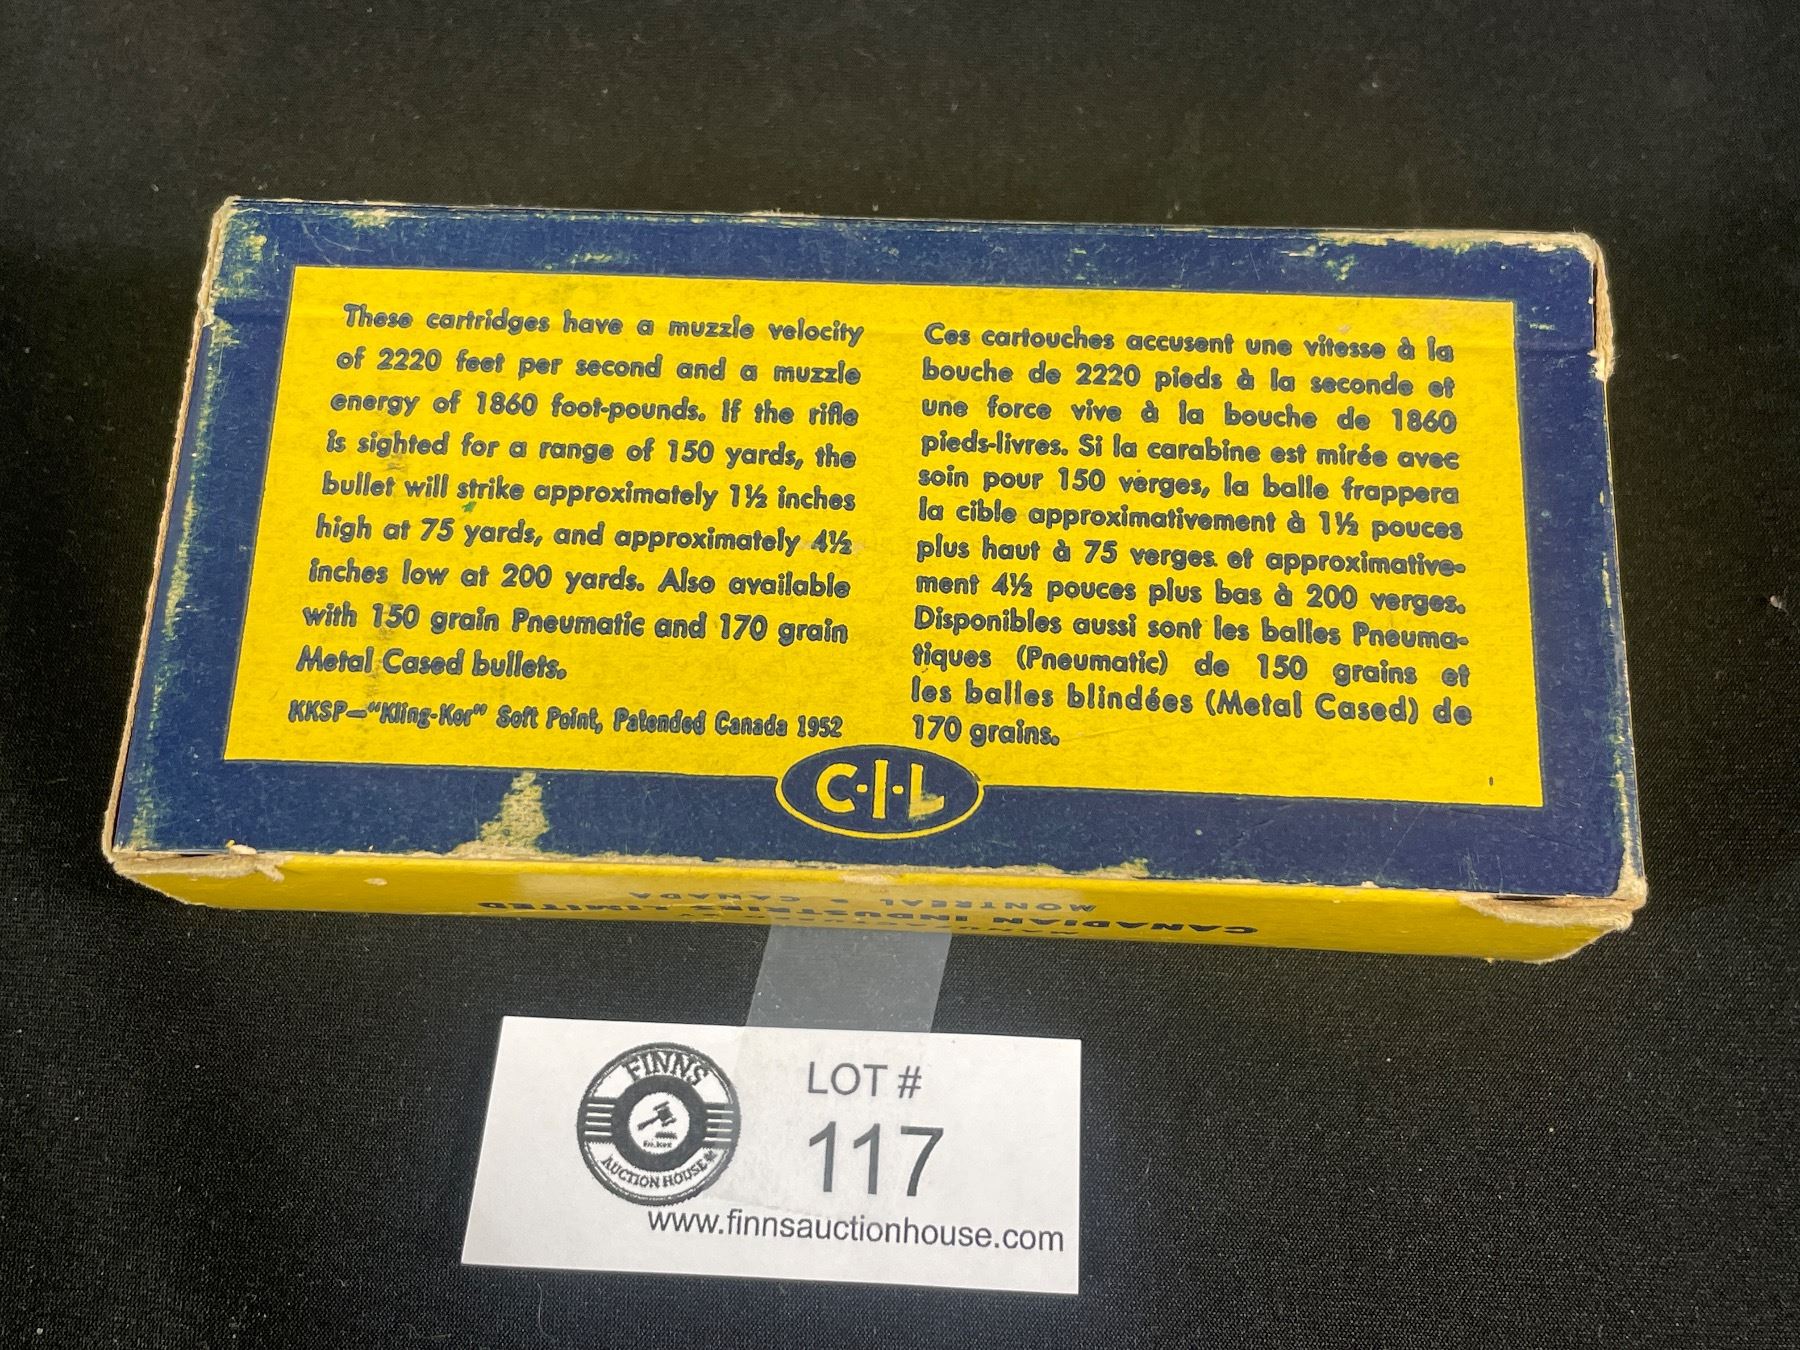 These cartridges have a muzzle velocity
of 2220 feet per second and a muzzle
energy of 1860 foot-pounds. If the rifle
is sighted for a range of 150 yards, the
bullet will strike approximately 1½ inches
high at 75 yards, and approximately 4½
inches low at 200 yards. Also available
with 150 grain Pneumatic and 170 grain
Metal Cased bullets.
KKSP—"Kling-Kor" Soft Point, Patended Canada 1952
Ces cartouches accusent une vitesse à la
bouche de 2220 pieds à la seconde et
une force vive à la bouche de 1860
pieds-livres. Si la carabine est mirée avec
soin pour 150 verges, la balle frappera
la cible approximativement à 1½ pouces
plus haut à 75 verges et approximative-
ment 4½ pouces plus bas à 200 verges.
Disponibles aussi sont les balles Pneuma-
tiques (Pneumatic) de 150 grains et
les balles blindées (Metal Cased) de
170 grains.
C·I·L
CANADIAN INDUSTRIES LIMITED
MONTREAL • CANADA
FINNS
AUCTION HOUSE
LOT #
117
www.finnsauctionhouse.com